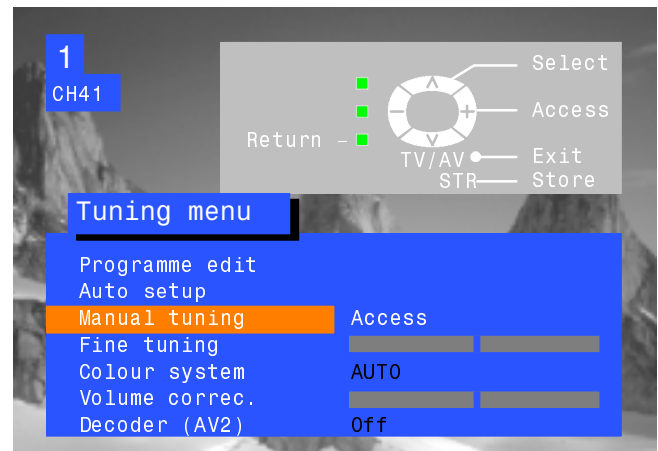 1
CH41
Select
Access
Return –
TV/AV Exit
STR Store
Tuning menu
Programme edit
Auto setup
Manual tuning Access
Fine tuning
Colour system AUTO
Volume correc.
Decoder (AV2) Off